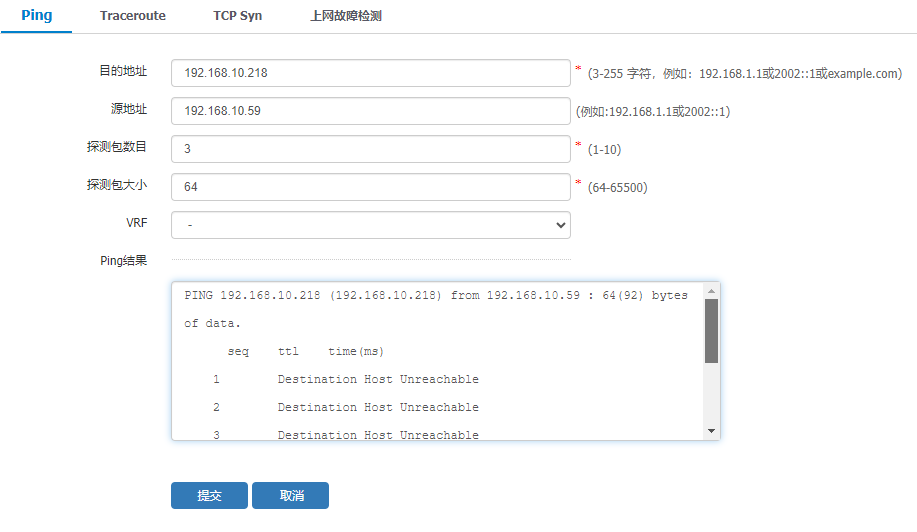 Ping Traceroute TCP Syn 上网故障检测
目的地址 192.168.10.218 * (3-255 字符，例如：192.168.1.1或2002::1或example.com)
源地址 192.168.10.59 (例如:192.168.1.1或2002::1)
探测包数目 3 * (1-10)
探测包大小 64 * (64-65500)
VRF -
Ping结果
PING 192.168.10.218 (192.168.10.218) from 192.168.10.59 : 64(92) bytes
of data.
seq ttl time(ms)
1 Destination Host Unreachable
2 Destination Host Unreachable
3 Destination Host Unreachable
提交 取消